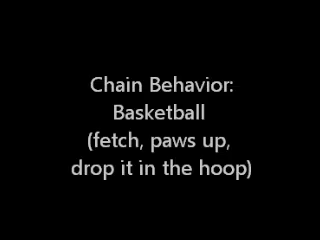 Chain Behavior:
Basketball
(fetch, paws up,
drop it in the hoop)